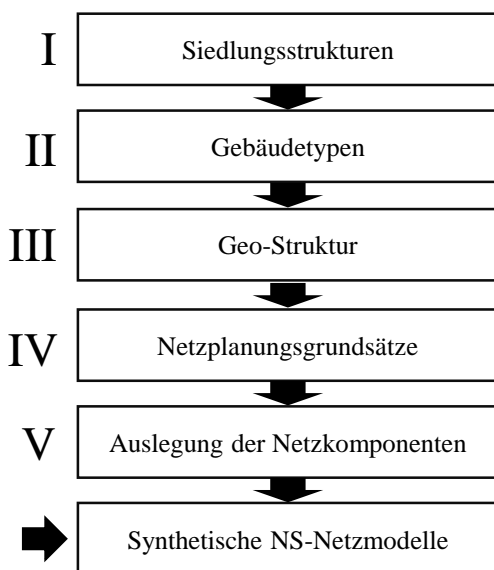 I Siedlungsstrukturen
II Gebäudetypen
III Geo-Struktur
IV Netzplanungsgrundsätze
V Auslegung der Netzkomponenten
Synthetische NS-Netzmodelle